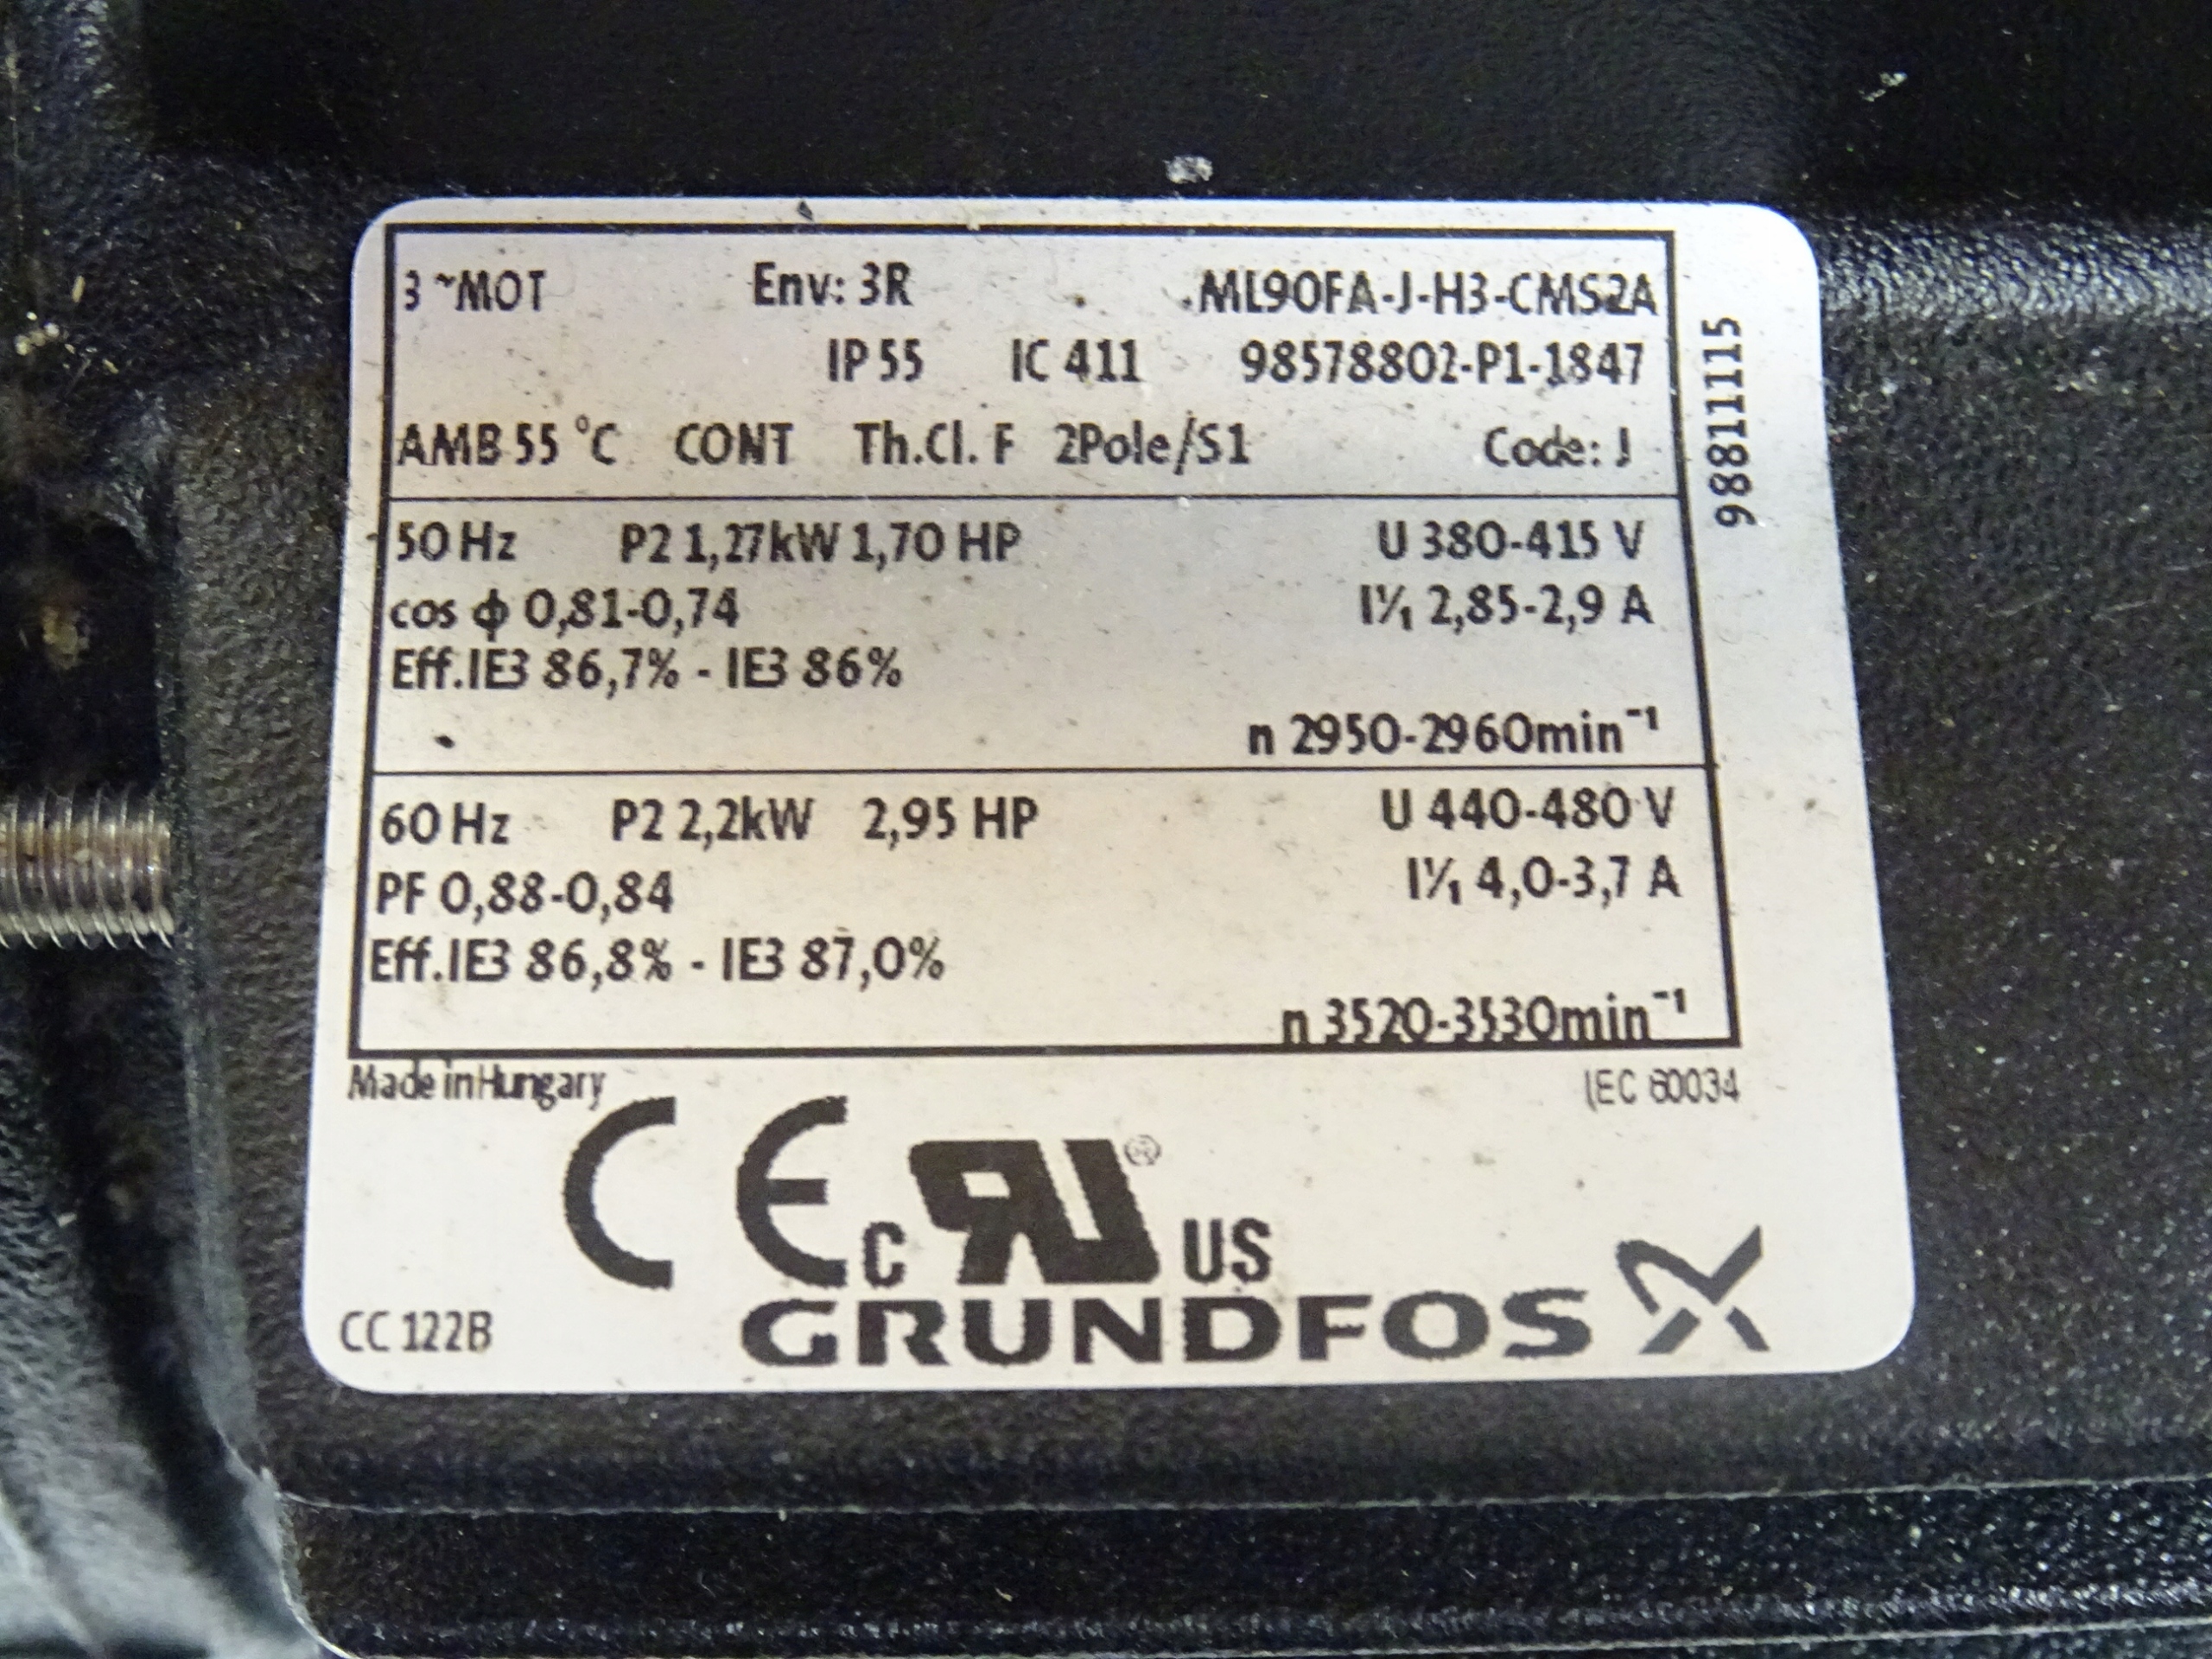 3 ~MOT Env: 3R ML90FA-J-H3-CMS2A
IP 55 IC 411 98578802-P1-1847
AMB 55 °C CONT Th.Cl. F 2Pole/S1 Code: J
98811115
50 Hz P2 1,27kW 1,70 HP U 380-415 V
cos ϕ 0,81-0,74 I1/1 2,85-2,9 A
Eff.IE3 86,7% - IE3 86%
n 2950-2960min⁻¹
60 Hz P2 2,2kW 2,95 HP U 440-480 V
PF 0,88-0,84 I1/1 4,0-3,7 A
Eff.IE3 86,8% - IE3 87,0%
n 3520-3530min⁻¹
Made in Hungary IEC 60034
CE C RU ® US
CC 122B GRUNDFOS